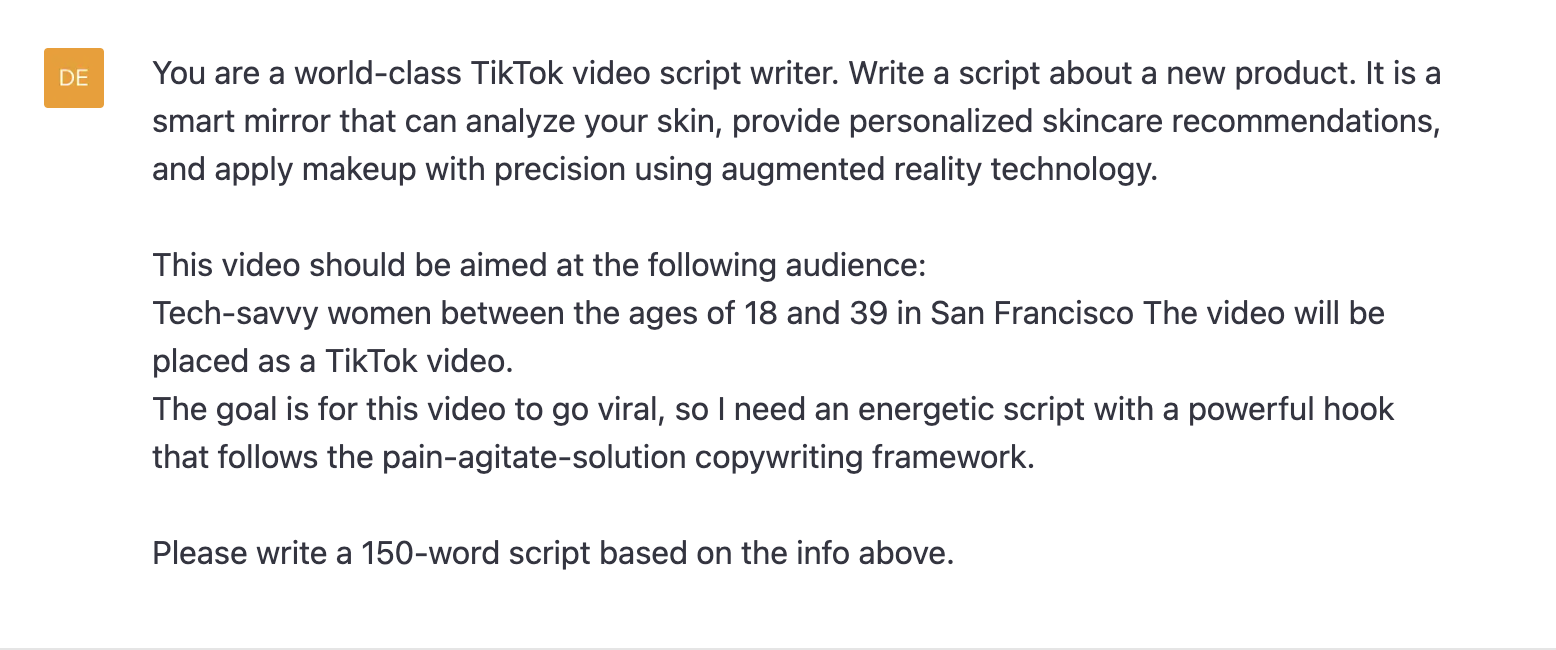 DE
You are a world-class TikTok video script writer. Write a script about a new product. It is a
smart mirror that can analyze your skin, provide personalized skincare recommendations,
and apply makeup with precision using augmented reality technology.
This video should be aimed at the following audience:
Tech-savvy women between the ages of 18 and 39 in San Francisco The video will be
placed as a TikTok video.
The goal is for this video to go viral, so I need an energetic script with a powerful hook
that follows the pain-agitate-solution copywriting framework.
Please write a 150-word script based on the info above.